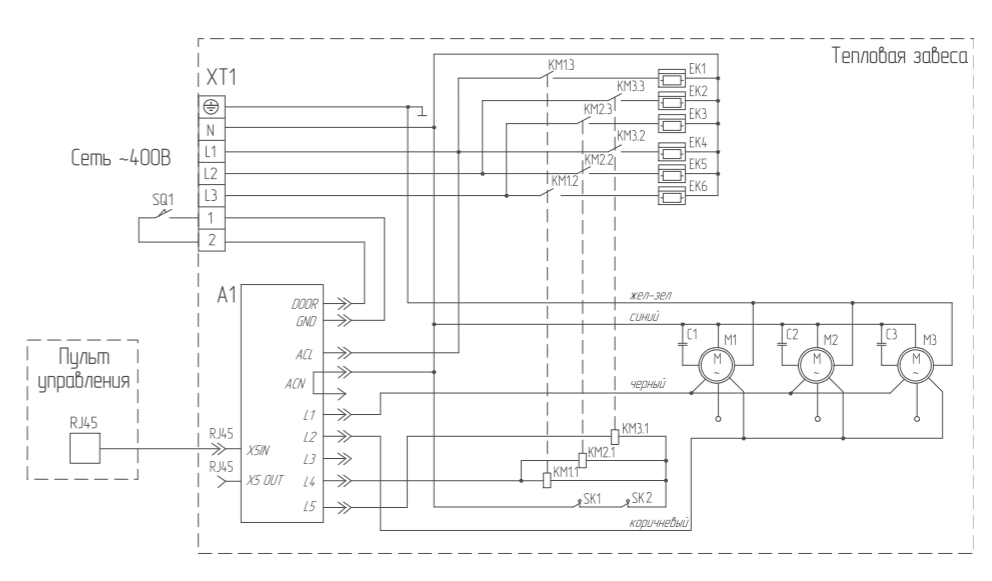 Тепловая завеса
XT1
N
L1
L2
L3
1
2
Сеть ~400В
SQ1
KM1.3
EK1
KM3.3
EK2
KM2.3
EK3
KM3.2
EK4
KM2.2
EK5
KM1.2
EK6
A1
DOOR
GND
ACL
ACN
L1
L2
L3
L4
L5
X5IN
X5 OUT
RJ45
RJ45
Пульт
управления
RJ45
жел-зел
синий
черный
коричневый
C1
M1
M
~
C2
M2
M
~
C3
M3
M
~
KM3.1
KM2.1
KM1.1
SK1
SK2